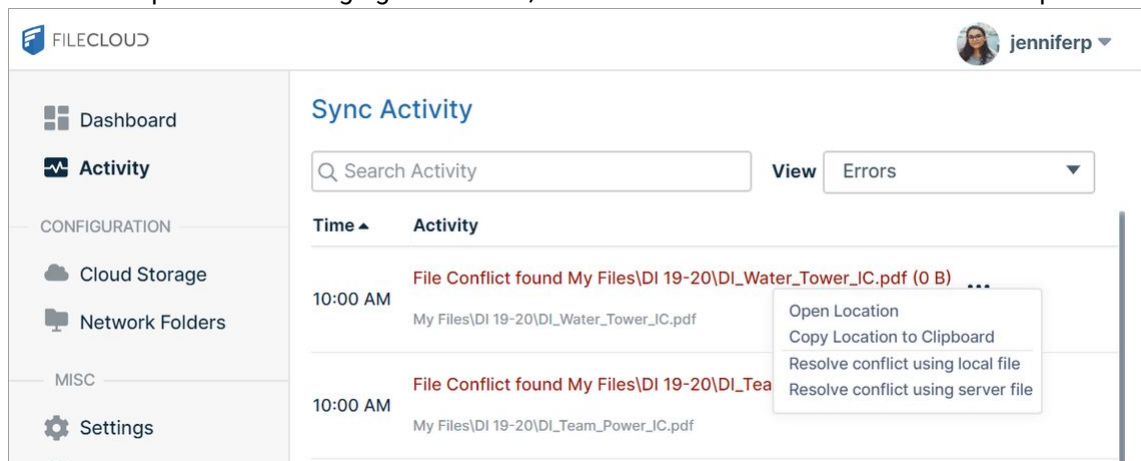 FILECLOUD
jenniferp
Dashboard
Activity
CONFIGURATION
Cloud Storage
Network Folders
MISC
Settings
Sync Activity
Search Activity
View Errors
Time Activity
10:00 AM
File Conflict found My Files\DI 19-20\DI_Water_Tower_IC.pdf (0 B) ...
My Files\DI 19-20\DI_Water_Tower_IC.pdf
Open Location
Copy Location to Clipboard
Resolve conflict using local file
Resolve conflict using server file
10:00 AM
File Conflict found My Files\DI 19-20\DI_Tea
My Files\DI 19-20\DI_Team_Power_IC.pdf